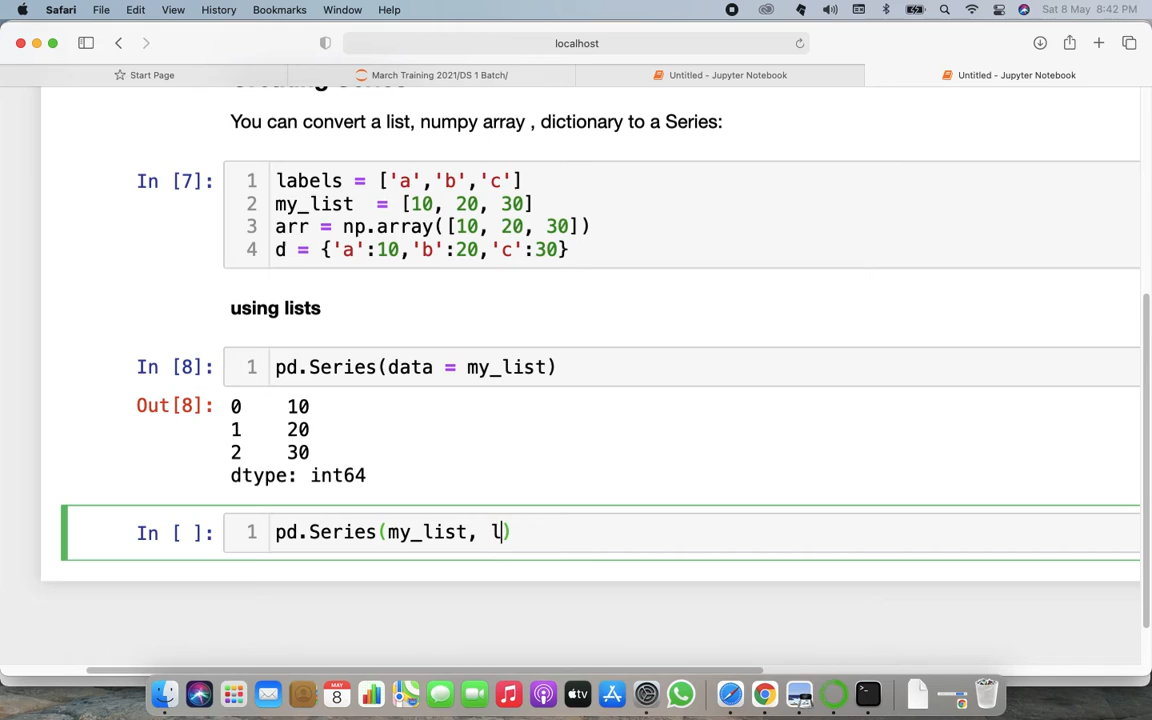 Safari File Edit View History Bookmarks Window Help Sat 8 May 8:42 PM
localhost
Start Page March Training 2021/DS 1 Batch/ Untitled - Jupyter Notebook Untitled - Jupyter Notebook
You can convert a list, numpy array , dictionary to a Series:
In [7]: 1 labels = ['a','b','c']
2 my_list = [10, 20, 30]
3 arr = np.array([10, 20, 30])
4 d = {'a':10,'b':20,'c':30}
using lists
In [8]: 1 pd.Series(data = my_list)
Out[8]: 0 10
1 20
2 30
dtype: int64
In [ ]: 1 pd.Series(my_list, l)
MAY
8
tv